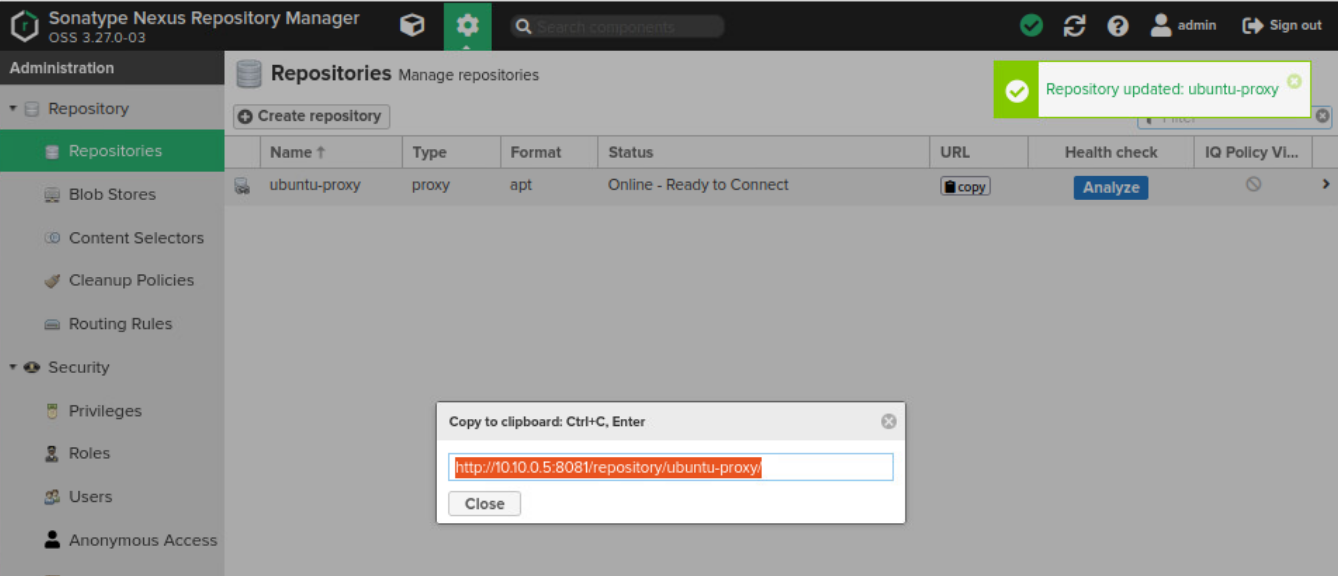 Sonatype Nexus Repository Manager
OSS 3.27.0-03
Search components
admin
Sign out
Administration
Repositories Manage repositories
Repository updated: ubuntu-proxy
Repository
Create repository
Filter
Repositories
Name
Type
Format
Status
URL
Health check
IQ Policy Vi...
ubuntu-proxy
proxy
apt
Online - Ready to Connect
copy
Analyze
Blob Stores
Content Selectors
Cleanup Policies
Routing Rules
Security
Privileges
Roles
Users
Anonymous Access
Copy to clipboard: Ctrl+C, Enter
http://10.10.0.5:8081/repository/ubuntu-proxy/
Close